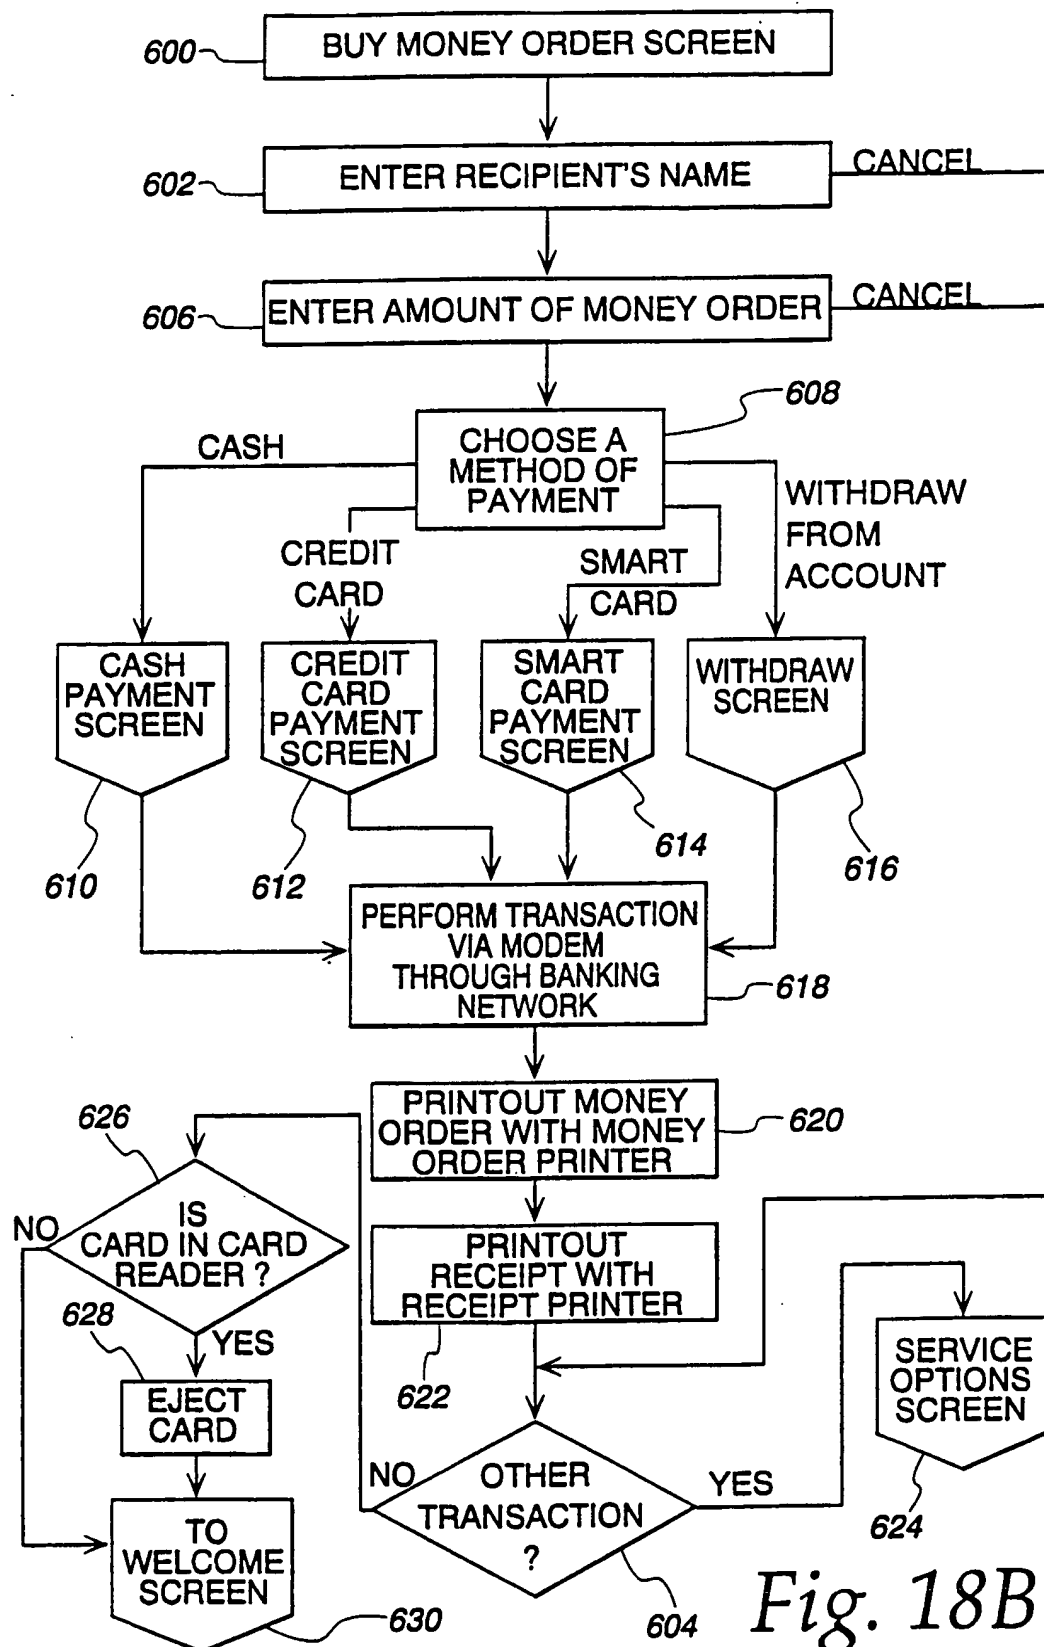 BUY MONEY ORDER SCREEN
600
ENTER RECIPIENT'S NAME
CANCEL
602
ENTER AMOUNT OF MONEY ORDER
CANCEL
606
608
CHOOSE A
METHOD OF
PAYMENT
CASH
CREDIT
CARD
SMART
CARD
WITHDRAW
FROM
ACCOUNT
CASH
PAYMENT
SCREEN
CREDIT
CARD
PAYMENT
SCREEN
SMART
CARD
PAYMENT
SCREEN
WITHDRAW
SCREEN
610
612
614
616
PERFORM TRANSACTION
VIA MODEM
THROUGH BANKING
NETWORK
618
PRINTOUT MONEY
ORDER WITH MONEY
ORDER PRINTER
620
626
IS
CARD IN CARD
READER ?
NO
YES
PRINTOUT
RECEIPT WITH
RECEIPT PRINTER
622
628
EJECT
CARD
SERVICE
OPTIONS
SCREEN
624
OTHER
TRANSACTION
?
NO
YES
604
TO
WELCOME
SCREEN
630
Fig. 18B